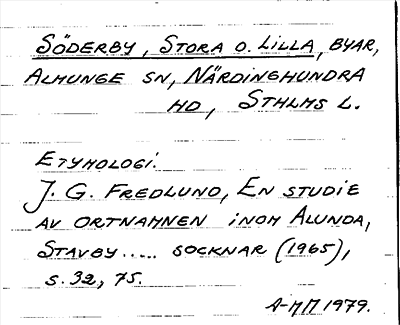 SÖDERBY, STORA O. LILLA, BYAR,
ALMUNGE SN, NÄRDINGHUNDRA
HD, STHLMS L.
ETYMOLOGI.
J. G. FREDLUND, EN STUDIE
AV ORTNAMNEN INOM ALUNDA,
STAVBY..... SOCKNAR (1965),
S. 32, 75.
A-MM 1979.